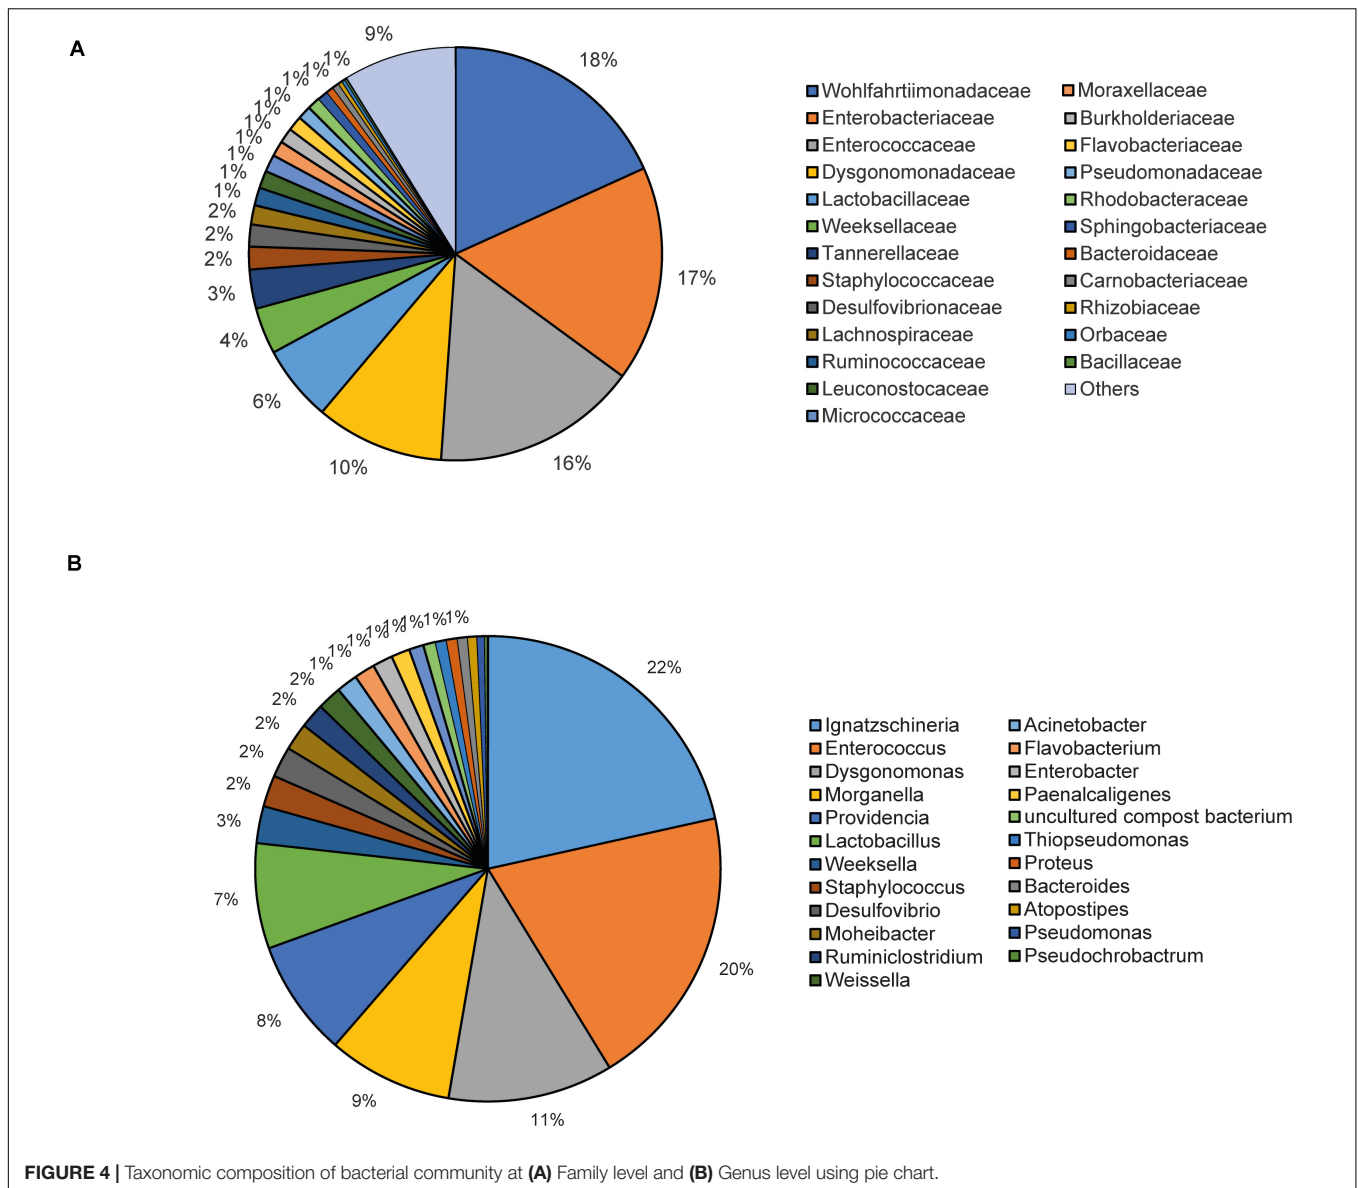 A
9%
18%
17%
16%
10%
6%
4%
3%
2%
2%
2%
1%
1%
1%
1%
1%
1%
1%
1%
1%
1%
Wohlfahrtiimonadaceae
Enterobacteriaceae
Enterococcaceae
Dysgonomonadaceae
Lactobacillaceae
Weeksellaceae
Tannerellaceae
Staphylococcaceae
Desulfovibrionaceae
Lachnospiraceae
Ruminococcaceae
Leuconostocaceae
Micrococcaceae
Moraxellaceae
Burkholderiaceae
Flavobacteriaceae
Pseudomonadaceae
Rhodobacteraceae
Sphingobacteriaceae
Bacteroidaceae
Carnobacteriaceae
Rhizobiaceae
Orbaceae
Bacillaceae
Others
B
22%
20%
11%
9%
8%
7%
3%
2%
2%
2%
2%
2%
1%
1%
1%
1%
1%
1%
1%
1%
Ignatzschineria
Enterococcus
Dysgonomonas
Morganella
Providencia
Lactobacillus
Weeksella
Staphylococcus
Desulfovibrio
Moheibacter
Ruminiclostridium
Weissella
Acinetobacter
Flavobacterium
Enterobacter
Paenalcaligenes
uncultured compost bacterium
Thiopseudomonas
Proteus
Bacteroides
Atopostipes
Pseudomonas
Pseudochrobactrum
FIGURE 4 | Taxonomic composition of bacterial community at (A) Family level and (B) Genus level using pie chart.